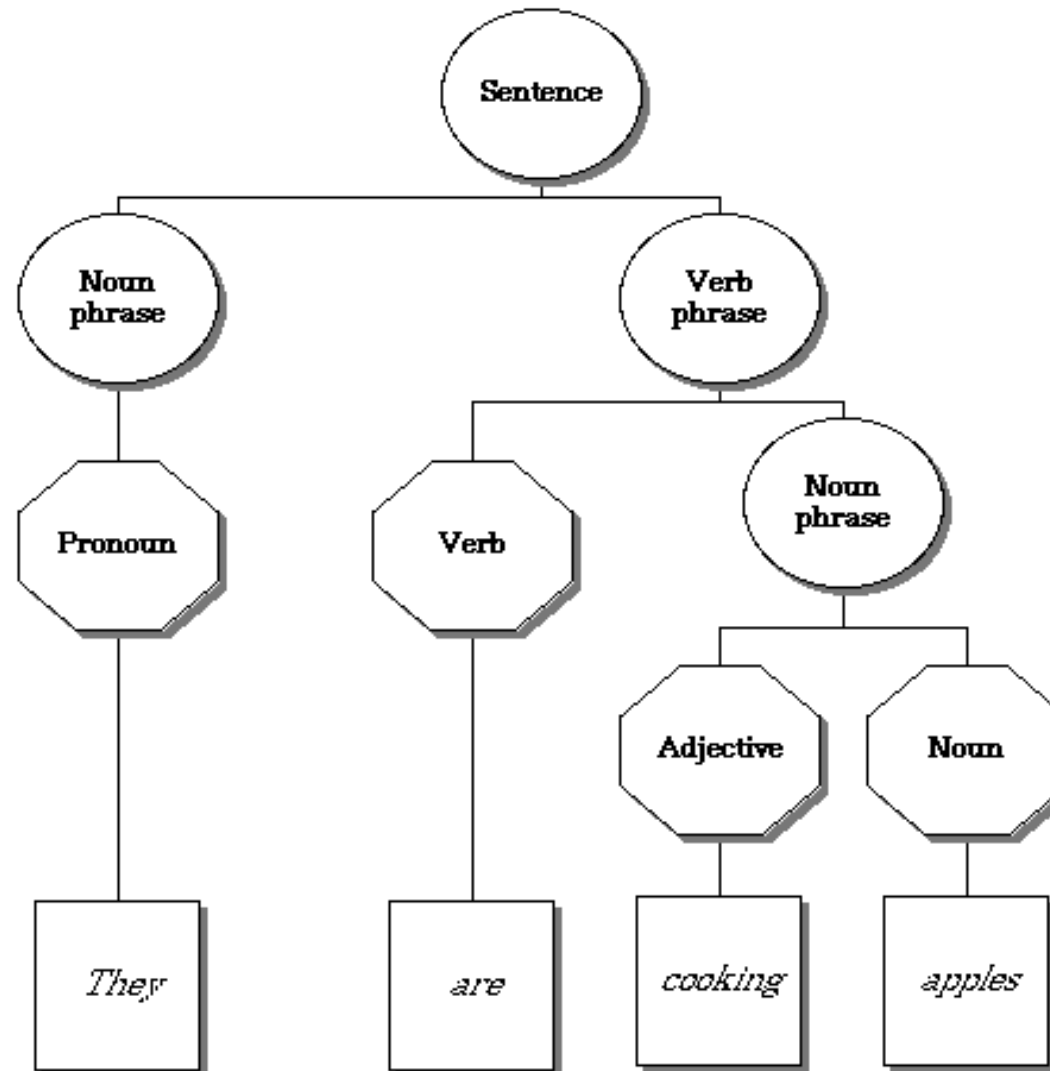 Sentence
Noun
phrase
Verb
phrase
Noun
phrase
Pronoun
Verb
Adjective
Noun
They
are
cooking
apples